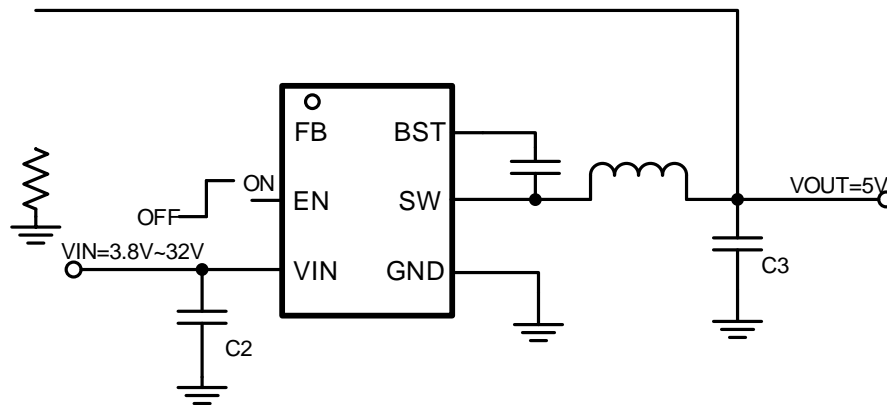 FB
BST
ON
OFF
EN
SW
VOUT=5V
VIN=3.8V~32V
VIN
GND
C3
C2